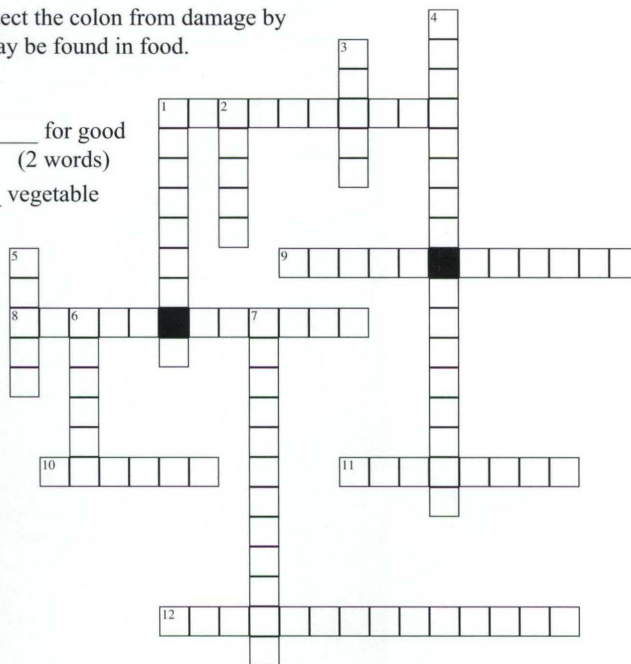 ect the colon from damage by
ay be found in food.
____ for good
(2 words)
vegetable
4
3
1 2
5
9
8 6 7
10
11
12